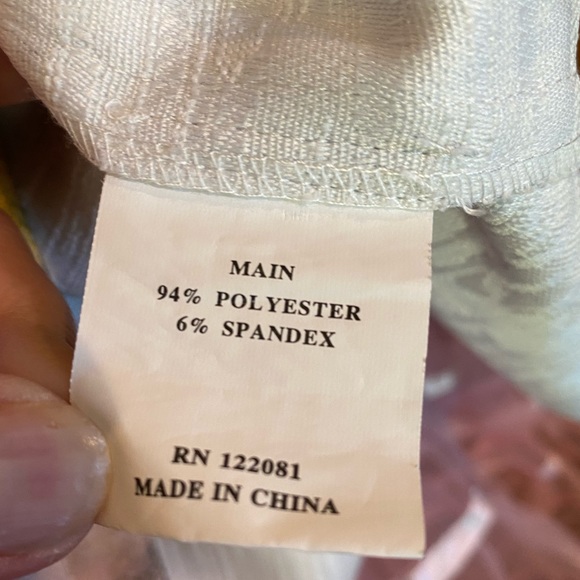 MAIN
94% POLYESTER
6% SPANDEX
RN 122081
MADE IN CHINA